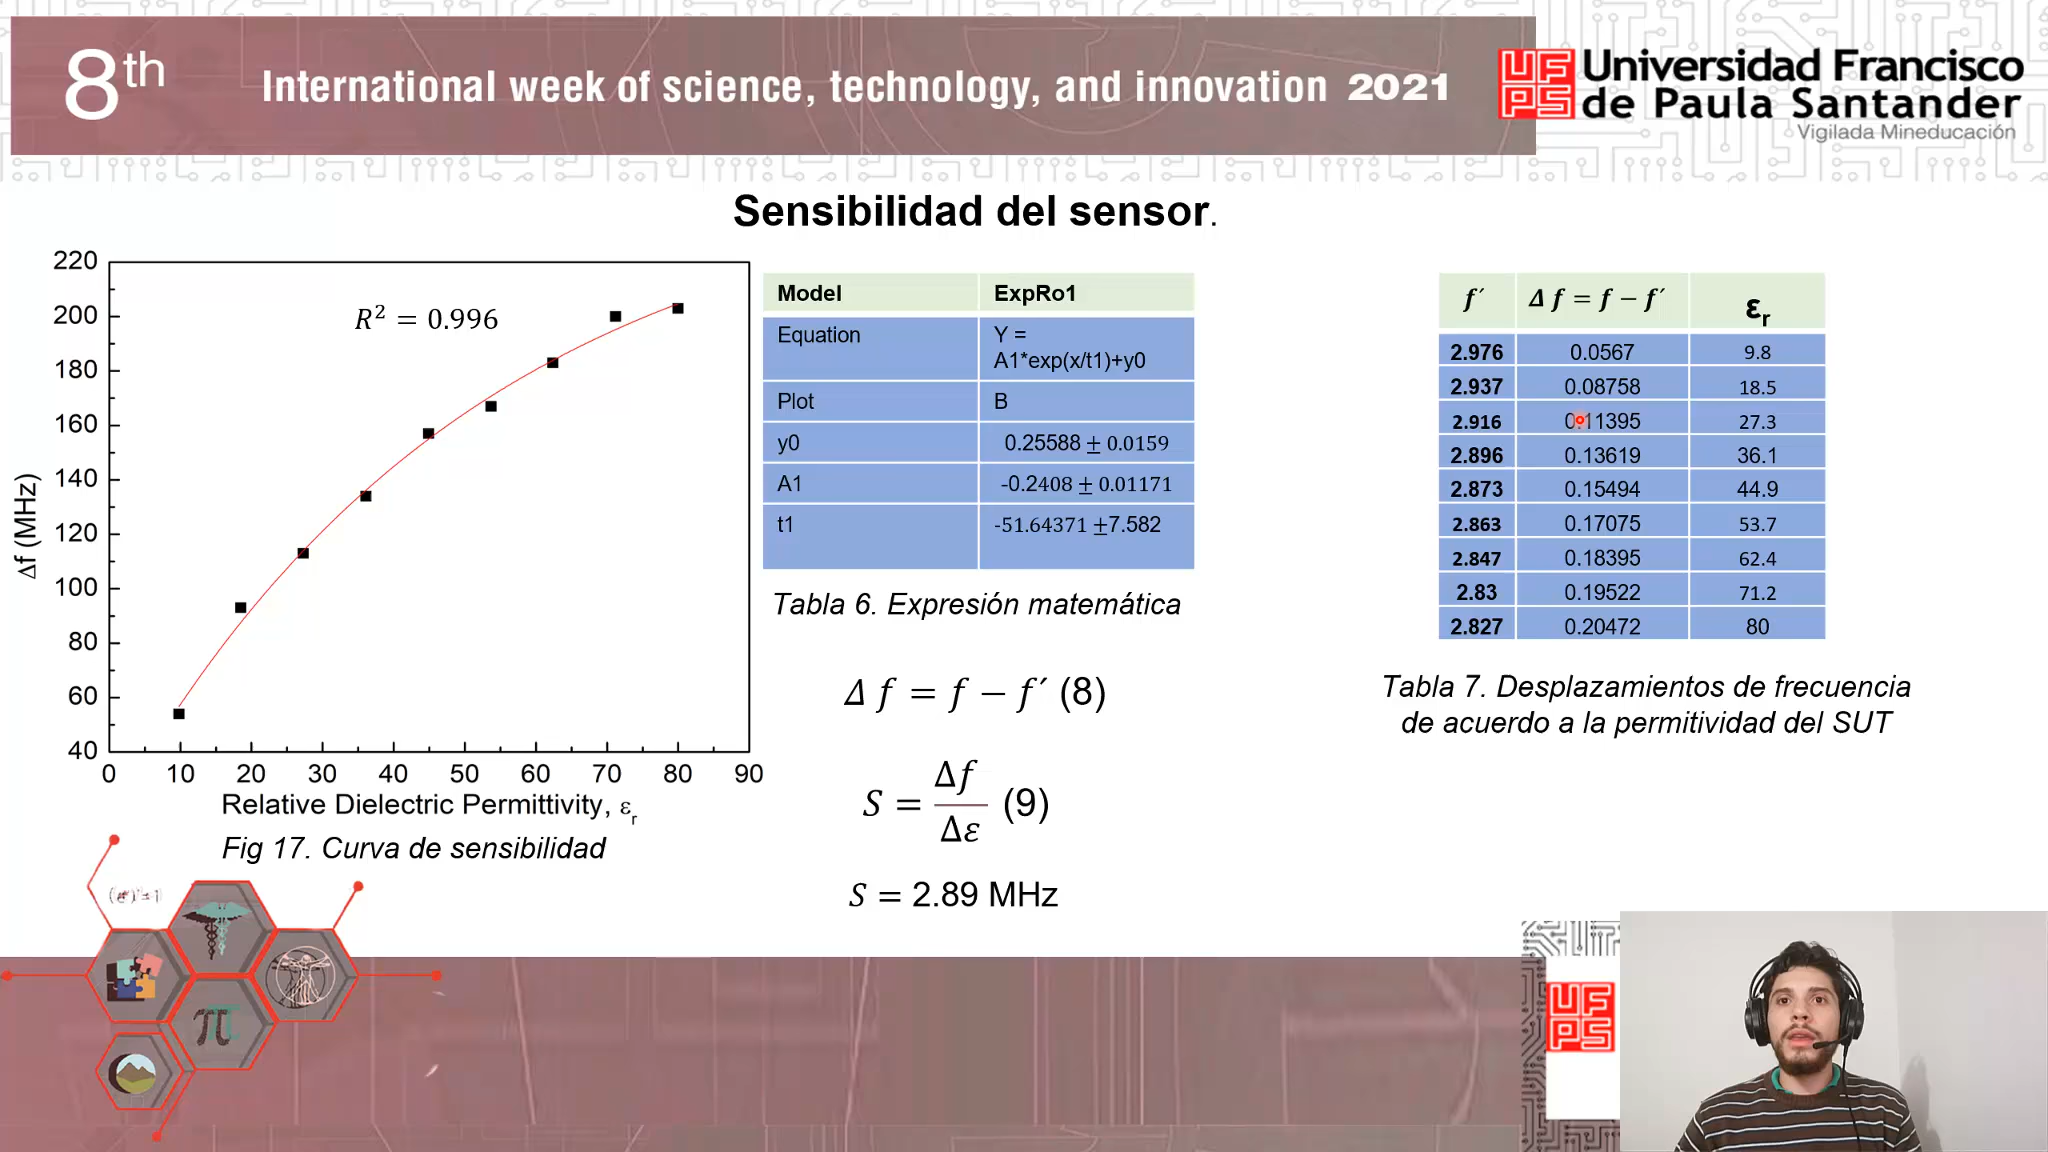 8th
International week of science, technology, and innovation 2021
UFPS
Universidad Francisco
de Paula Santander
Vigilada Mineducación
Sensibilidad del sensor.
220
200
180
160
140
120
100
80
60
40
Δf (MHz)
R² = 0.996
0 10 20 30 40 50 60 70 80 90
Relative Dielectric Permittivity, εr
Fig 17. Curva de sensibilidad
Model ExpRo1
Equation Y =
A1*exp(x/t1)+y0
Plot B
y0 0.25588 ± 0.0159
A1 -0.2408 ± 0.01171
t1 -51.64371 ±7.582
Tabla 6. Expresión matemática
Δ f = f − f´ (8)
S = Δf / Δε (9)
S = 2.89 MHz
f´ Δ f = f − f´ εr
2.976 0.0567 9.8
2.937 0.08758 18.5
2.916 0.11395 27.3
2.896 0.13619 36.1
2.873 0.15494 44.9
2.863 0.17075 53.7
2.847 0.18395 62.4
2.83 0.19522 71.2
2.827 0.20472 80
Tabla 7. Desplazamientos de frecuencia
de acuerdo a la permitividad del SUT
π
UFPS